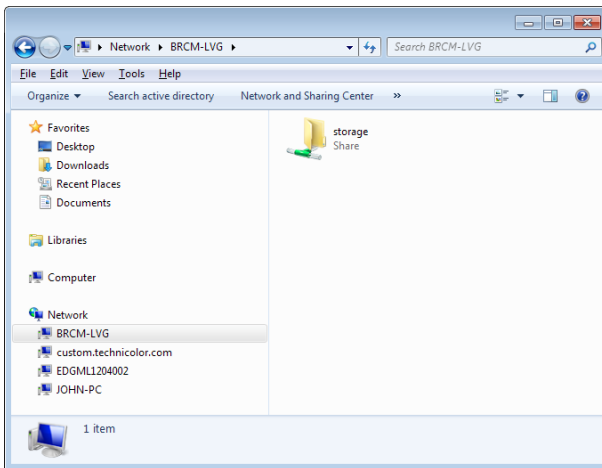 Network ▸ BRCM-LVG ▸
Search BRCM-LVG
File Edit View Tools Help
Organize Search active directory Network and Sharing Center »
Favorites
Desktop
Downloads
Recent Places
Documents
Libraries
Computer
Network
BRCM-LVG
custom.technicolor.com
EDGML1204002
JOHN-PC
storage
Share
1 item